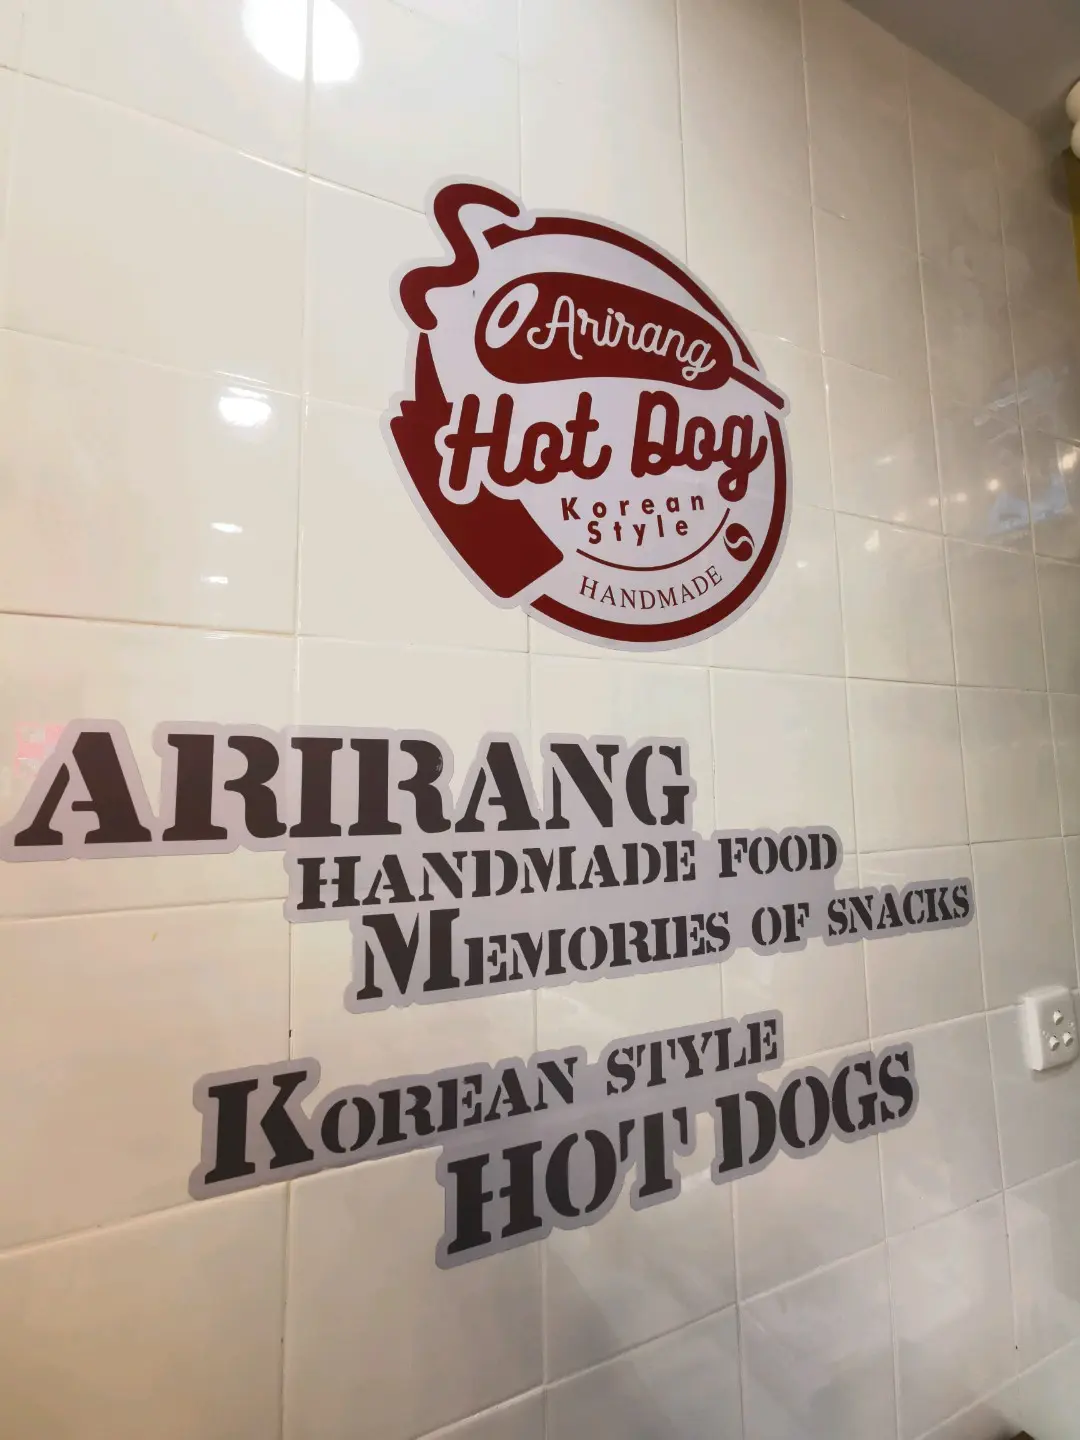 Arirang
Hot Dog
Korean
Style
HANDMADE
ARIRANG
HANDMADE FOOD
MEMORIES OF SNACKS
KOREAN STYLE
HOT DOGS